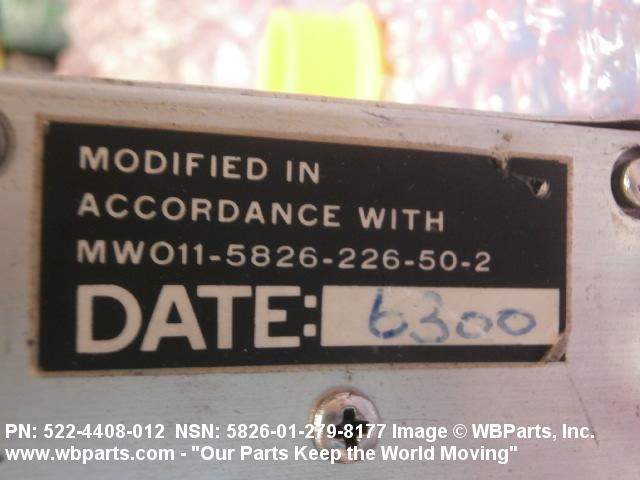 MODIFIED IN
ACCORDANCE WITH
MWO11-5826-226-50-2
DATE: 6300
PN: 522-4408-012 NSN: 5826-01-279-8177 Image © WBParts, Inc.
www.wbparts.com - "Our Parts Keep the World Moving"